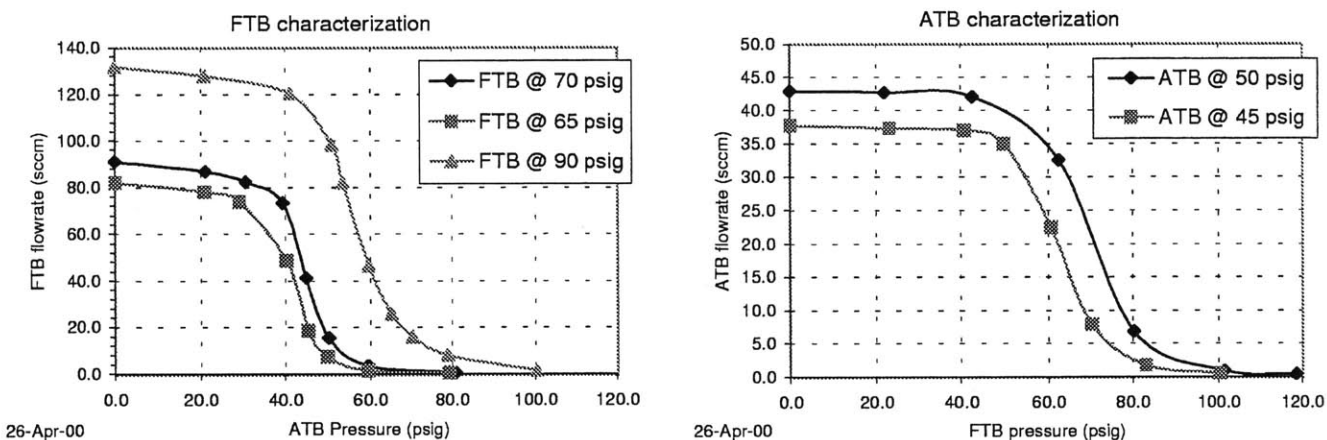 FTB characterization
140.0
120.0
100.0
80.0
60.0
40.0
20.0
0.0
FTB flowrate (sccm)
FTB @ 70 psig
FTB @ 65 psig
FTB @ 90 psig
0.0 20.0 40.0 60.0 80.0 100.0 120.0
26-Apr-00
ATB Pressure (psig)
ATB characterization
50.0
45.0
40.0
35.0
30.0
25.0
20.0
15.0
10.0
5.0
0.0
ATB flowrate (sccm)
ATB @ 50 psig
ATB @ 45 psig
0.0 20.0 40.0 60.0 80.0 100.0 120.0
26-Apr-00
FTB pressure (psig)